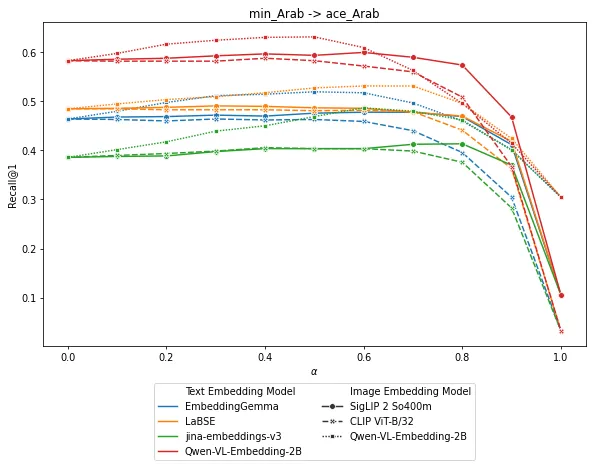 min_Arab -> ace_Arab
Recall@1
0.6
0.5
0.4
0.3
0.2
0.1
0.0 0.2 0.4 0.6 0.8 1.0
α
Text Embedding Model Image Embedding Model
EmbeddingGemma SigLIP 2 So400m
LaBSE CLIP ViT-B/32
jina-embeddings-v3 Qwen-VL-Embedding-2B
Qwen-VL-Embedding-2B